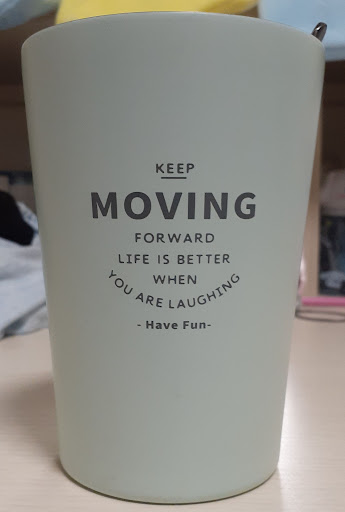 KEEP
MOVING
FORWARD
LIFE IS BETTER
WHEN
YOU ARE LAUGHING
- Have Fun-